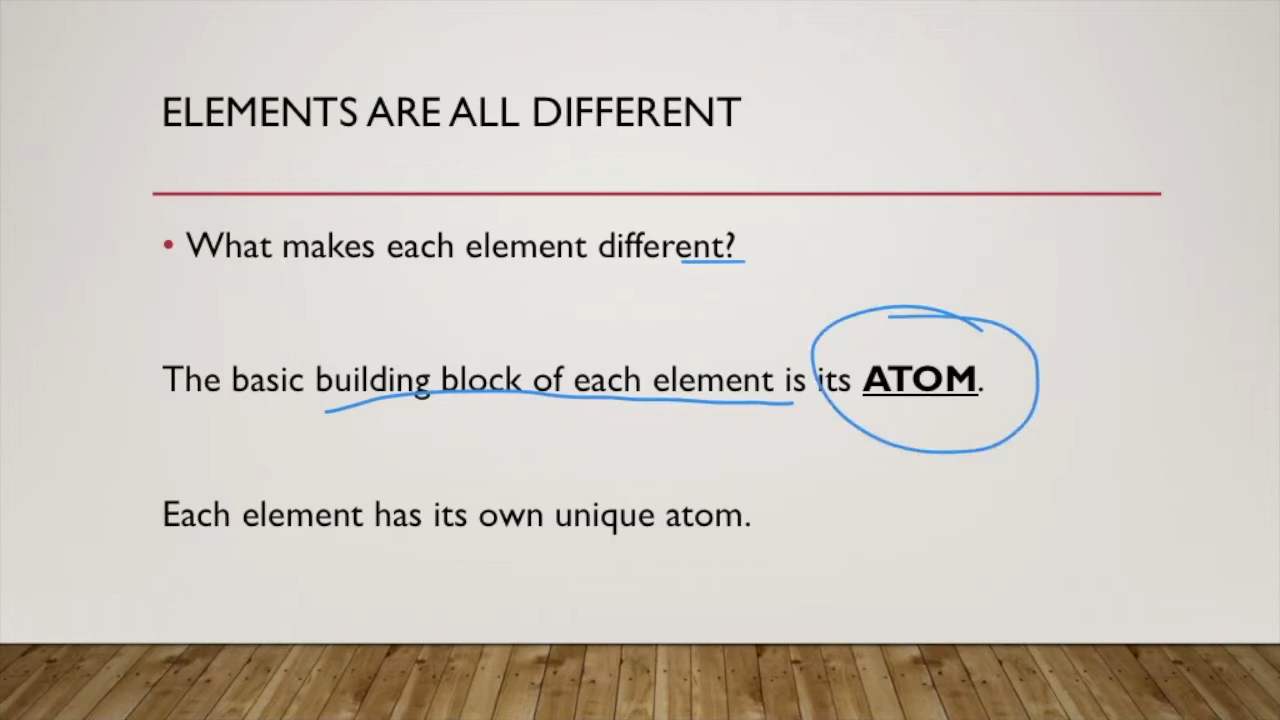 ELEMENTS ARE ALL DIFFERENT
• What makes each element different?
The basic building block of each element is its ATOM.
Each element has its own unique atom.